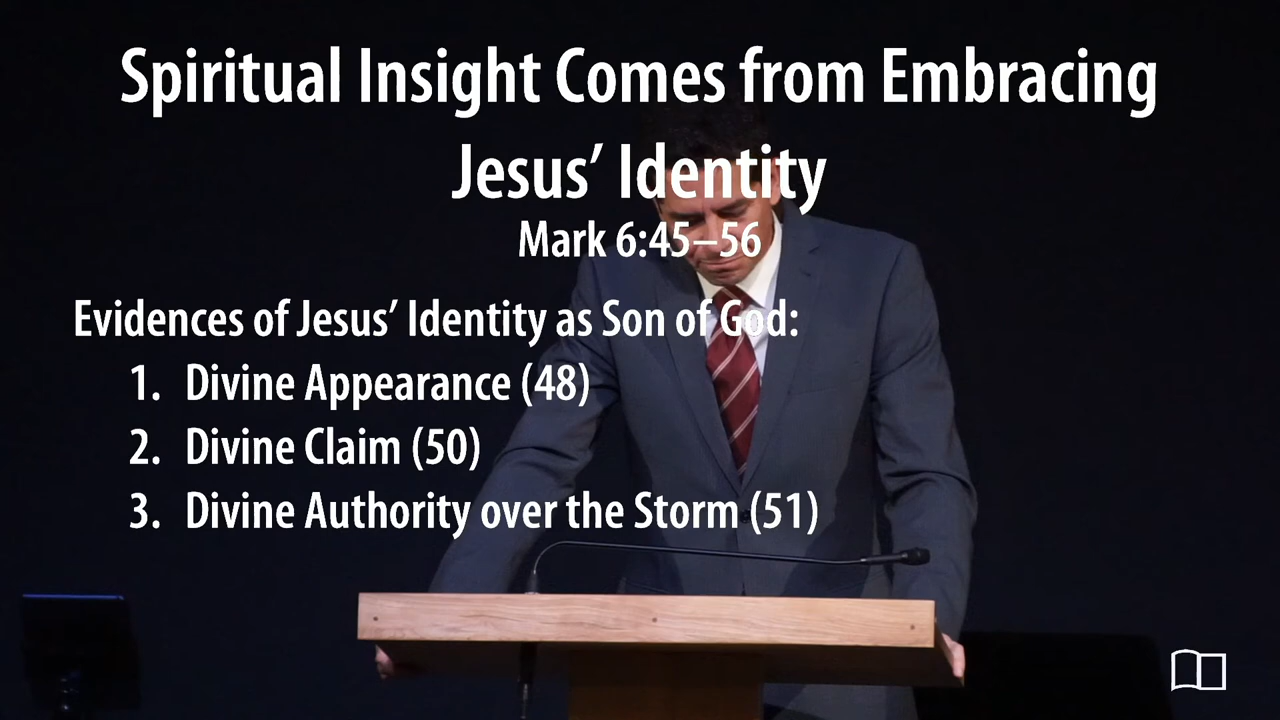 Spiritual Insight Comes from Embracing
Jesus’ Identity
Mark 6:45–56
Evidences of Jesus’ Identity as Son of God:
1. Divine Appearance (48)
2. Divine Claim (50)
3. Divine Authority over the Storm (51)